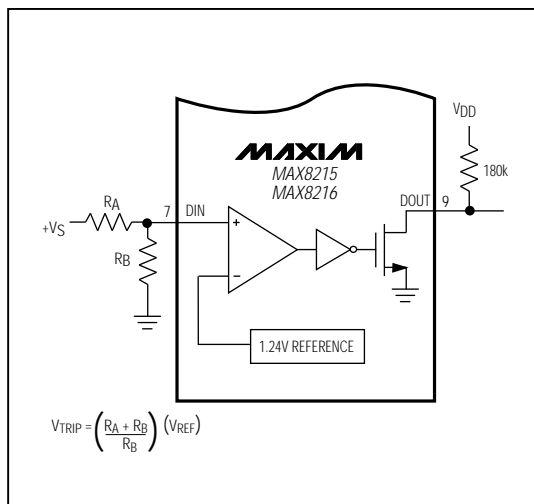 VDD
180k
MAXIM
MAX8215
MAX8216
RA
7
DIN
DOUT
9
+VS
+
RB
−
1.24V REFERENCE
VTRIP = (RA + RB / RB) (VREF)